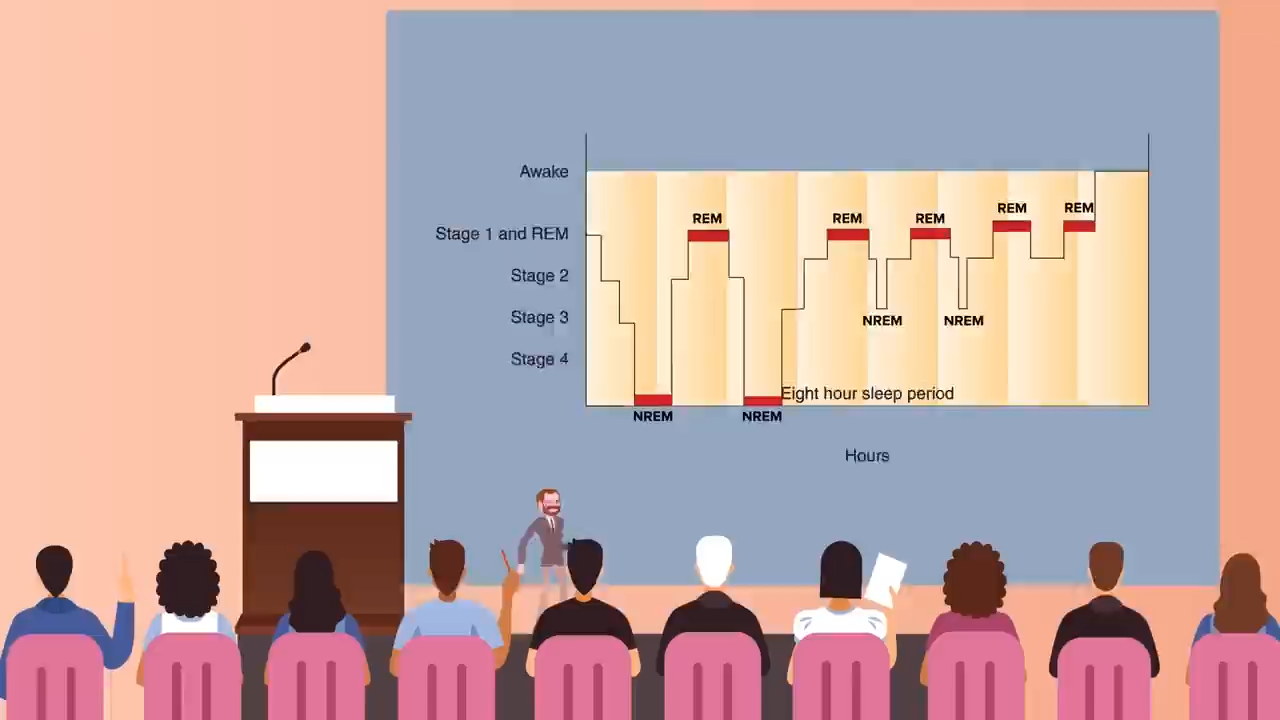 Awake
REM
REM
Stage 1 and REM
REM
REM
REM
Stage 2
Stage 3
NREM
NREM
Stage 4
Eight hour sleep period
NREM
NREM
Hours